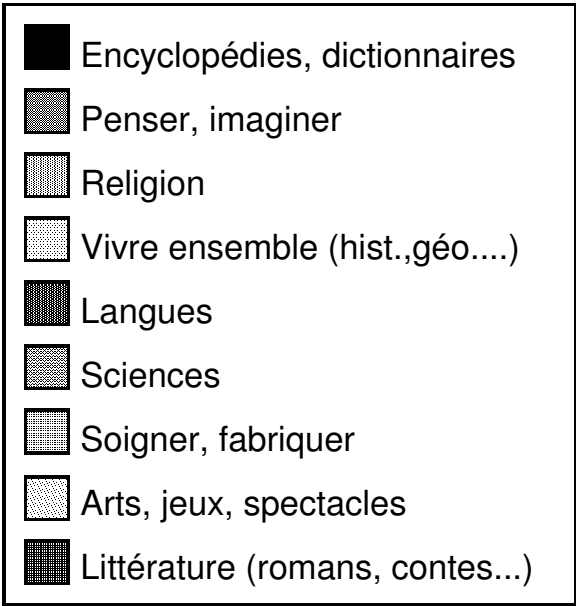 Encyclopédies, dictionnaires
Penser, imaginer
Religion
Vivre ensemble (hist.,géo....)
Langues
Sciences
Soigner, fabriquer
Arts, jeux, spectacles
Littérature (romans, contes...)